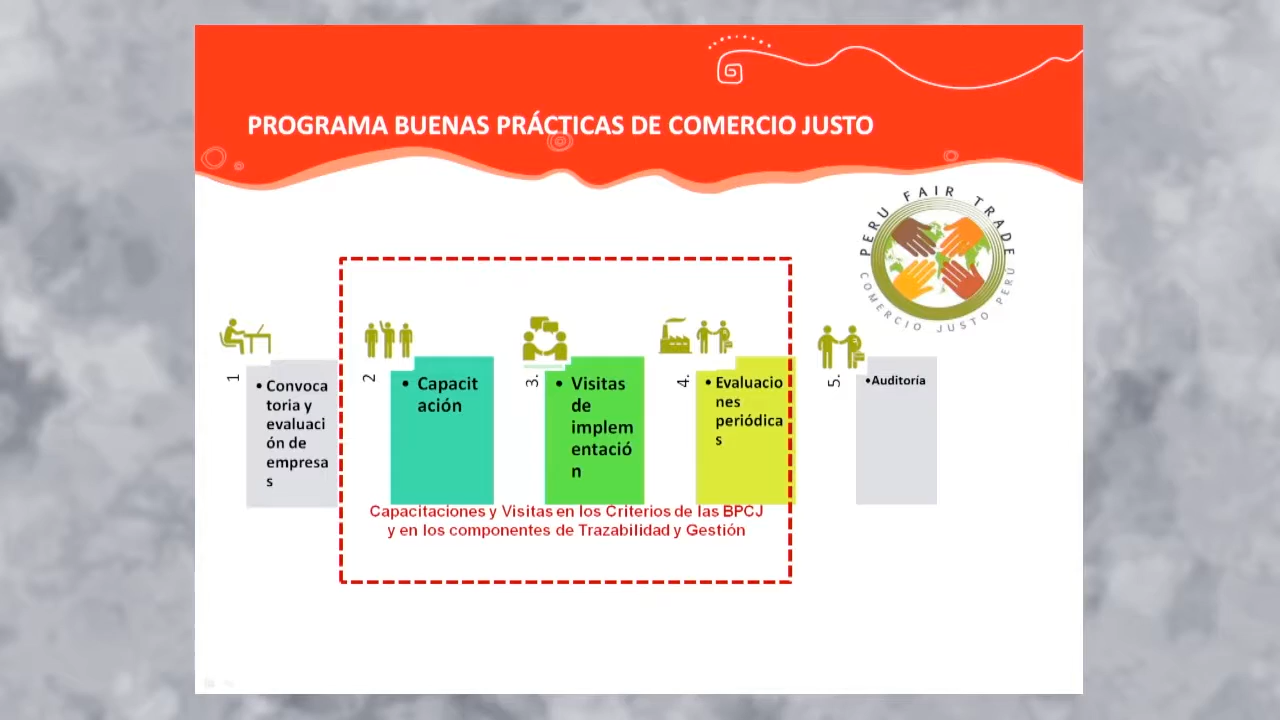 PROGRAMA BUENAS PRÁCTICAS DE COMERCIO JUSTO
PERU FAIR TRADE
COMERCIO JUSTO PERÚ
1
• Convoca
toria y
evaluaci
ón de
empresa
s
2
• Capacit
ación
3.
• Visitas
de
implem
entació
n
4.
• Evaluacio
nes
periódica
s
5.
•Auditoría
Capacitaciones y Visitas en los Criterios de las BPCJ
y en los componentes de Trazabilidad y Gestión